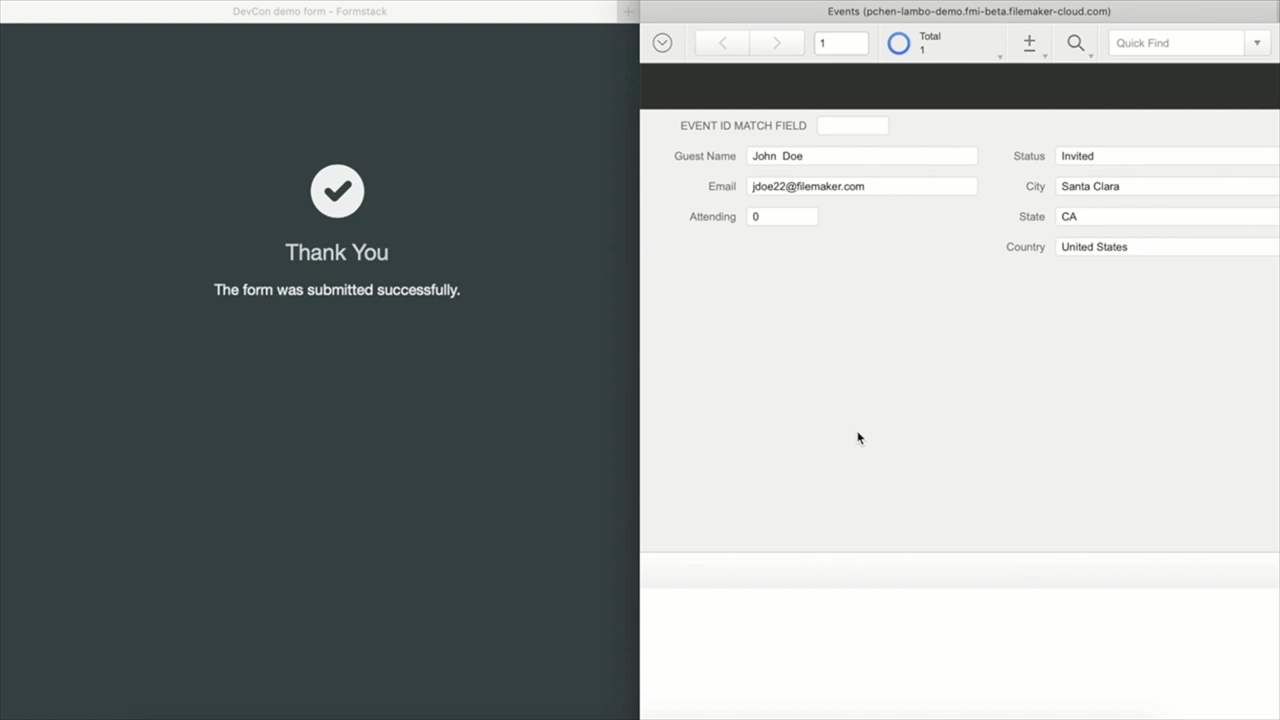 DevCon demo form - Formstack
+
Thank You
The form was submitted successfully.
Events (pchen-lambo-demo.fmi-beta.filemaker-cloud.com)
1
Total
1
Quick Find
EVENT ID MATCH FIELD
Guest Name John Doe Status Invited
Email jdoe22@filemaker.com City Santa Clara
Attending 0 State CA
Country United States